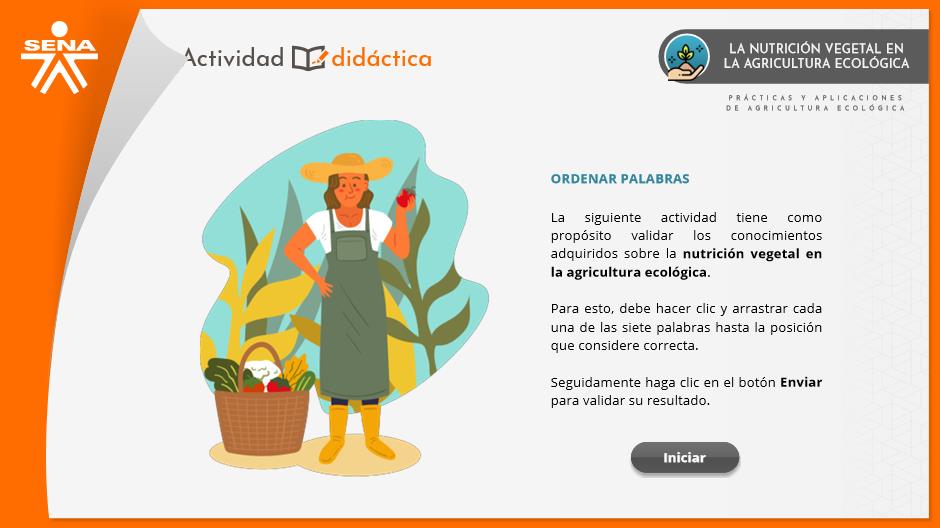 SENA
Actividad didáctica
LA NUTRICIÓN VEGETAL EN
LA AGRICULTURA ECOLÓGICA
PRÁCTICAS Y APLICACIONES
DE AGRICULTURA ECOLÓGICA
ORDENAR PALABRAS
La siguiente actividad tiene como
propósito validar los conocimientos
adquiridos sobre la nutrición vegetal en
la agricultura ecológica.
Para esto, debe hacer clic y arrastrar cada
una de las siete palabras hasta la posición
que considere correcta.
Seguidamente haga clic en el botón Enviar
para validar su resultado.
Iniciar